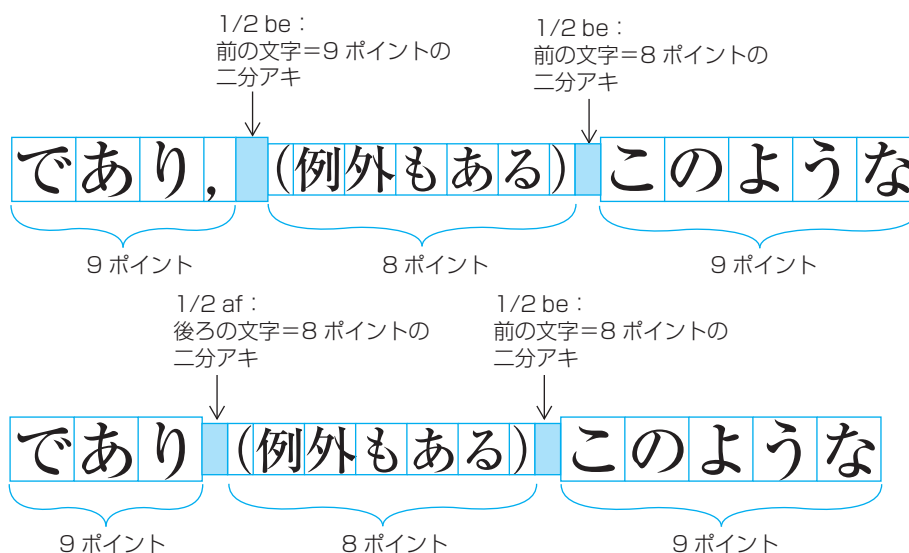 1/2 be：
前の文字＝9 ポイントの
二分アキ
1/2 be：
前の文字＝8 ポイントの
二分アキ
であり，（例外もある）このような
9 ポイント
8 ポイント
9 ポイント
1/2 af：
後ろの文字＝8 ポイントの
二分アキ
1/2 be：
前の文字＝8 ポイントの
二分アキ
であり（例外もある）このような
9 ポイント
8 ポイント
9 ポイント